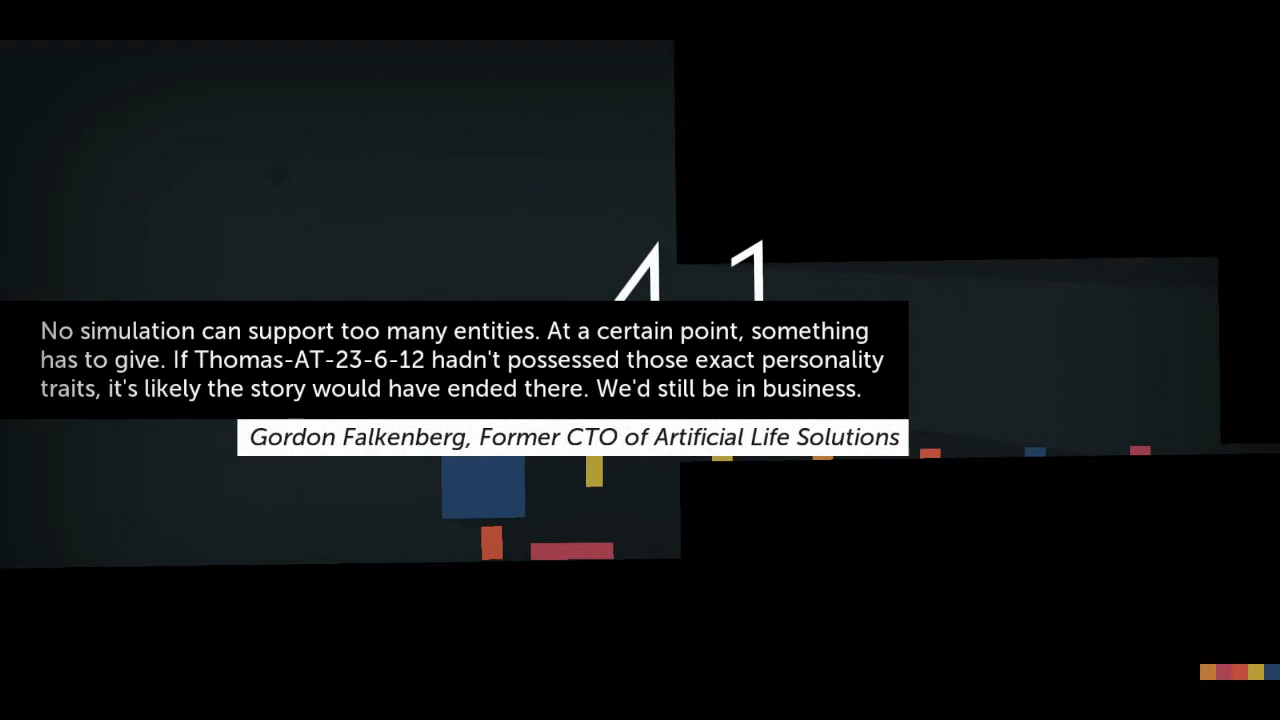 4.1
No simulation can support too many entities. At a certain point, something
has to give. If Thomas-AT-23-6-12 hadn't possessed those exact personality
traits, it's likely the story would have ended there. We'd still be in business.
Gordon Falkenberg, Former CTO of Artificial Life Solutions